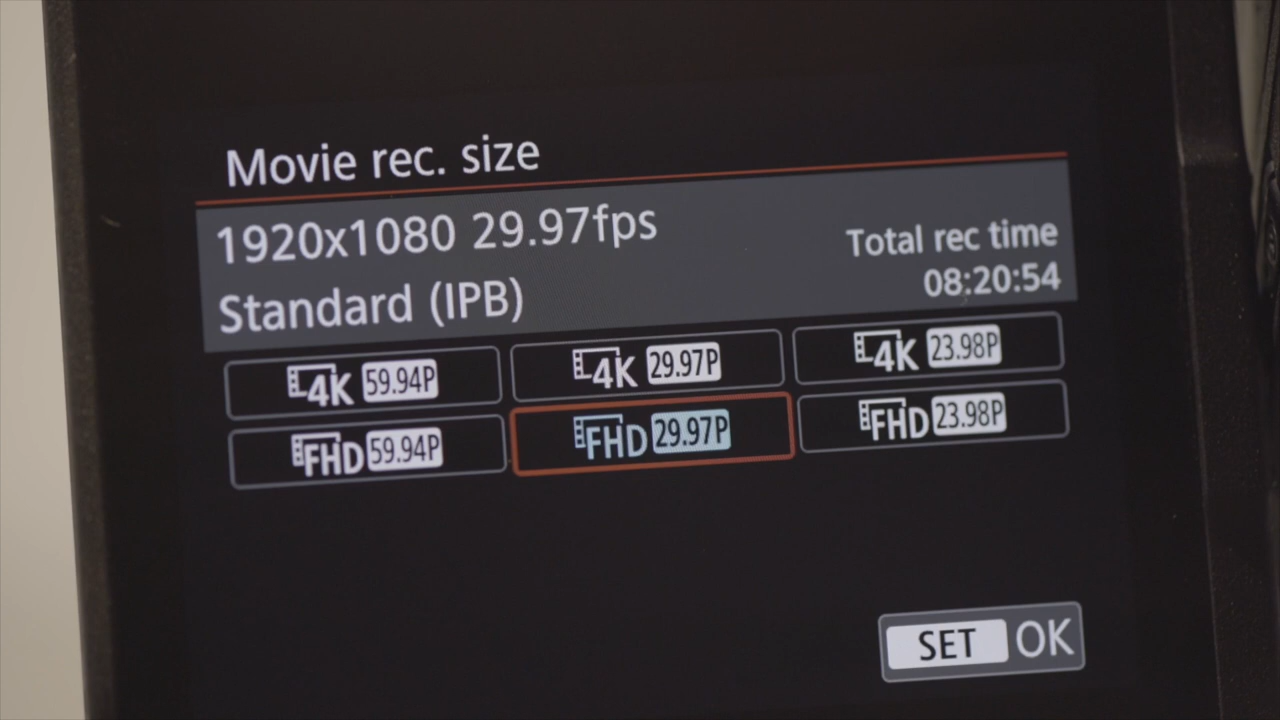 Movie rec. size
1920x1080 29.97fps
Total rec time
Standard (IPB)
08:20:54
4K 59.94P
4K 29.97P
4K 23.98P
FHD 59.94P
FHD 29.97P
FHD 23.98P
SET OK